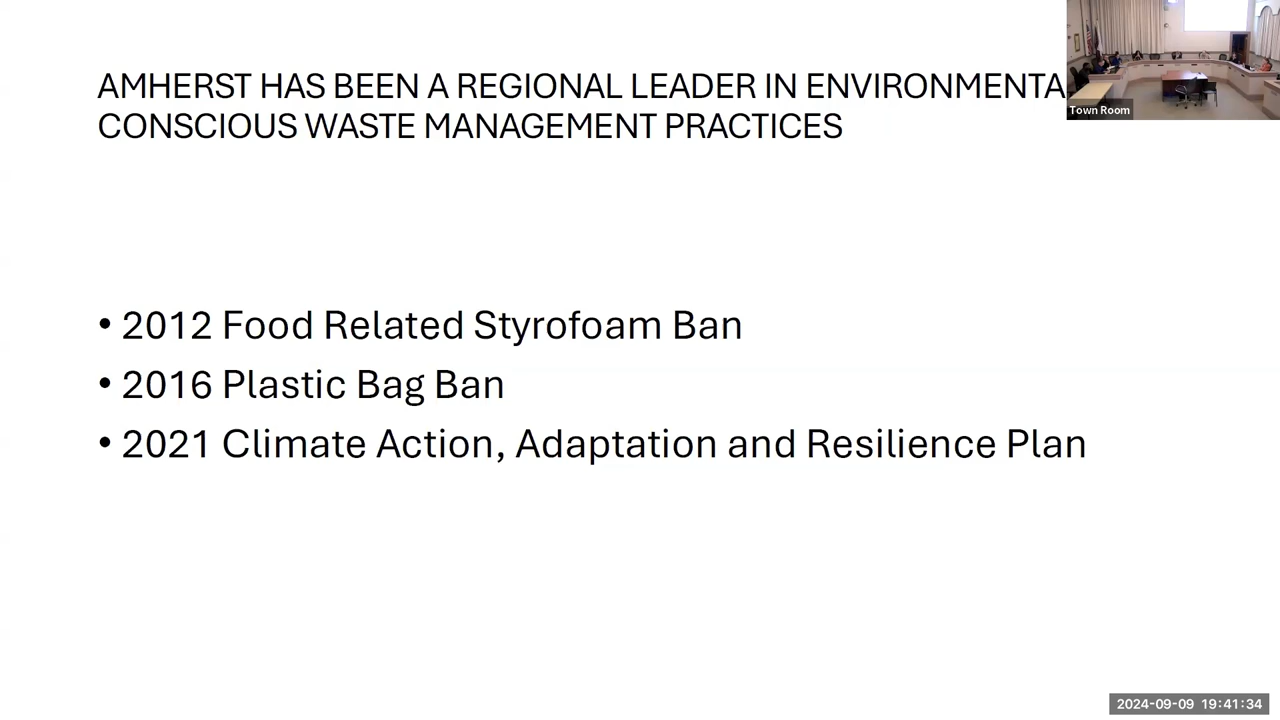 AMHERST HAS BEEN A REGIONAL LEADER IN ENVIRONMENTA
CONSCIOUS WASTE MANAGEMENT PRACTICES
Town Room
• 2012 Food Related Styrofoam Ban
• 2016 Plastic Bag Ban
• 2021 Climate Action, Adaptation and Resilience Plan
2024-09-09 19:41:34